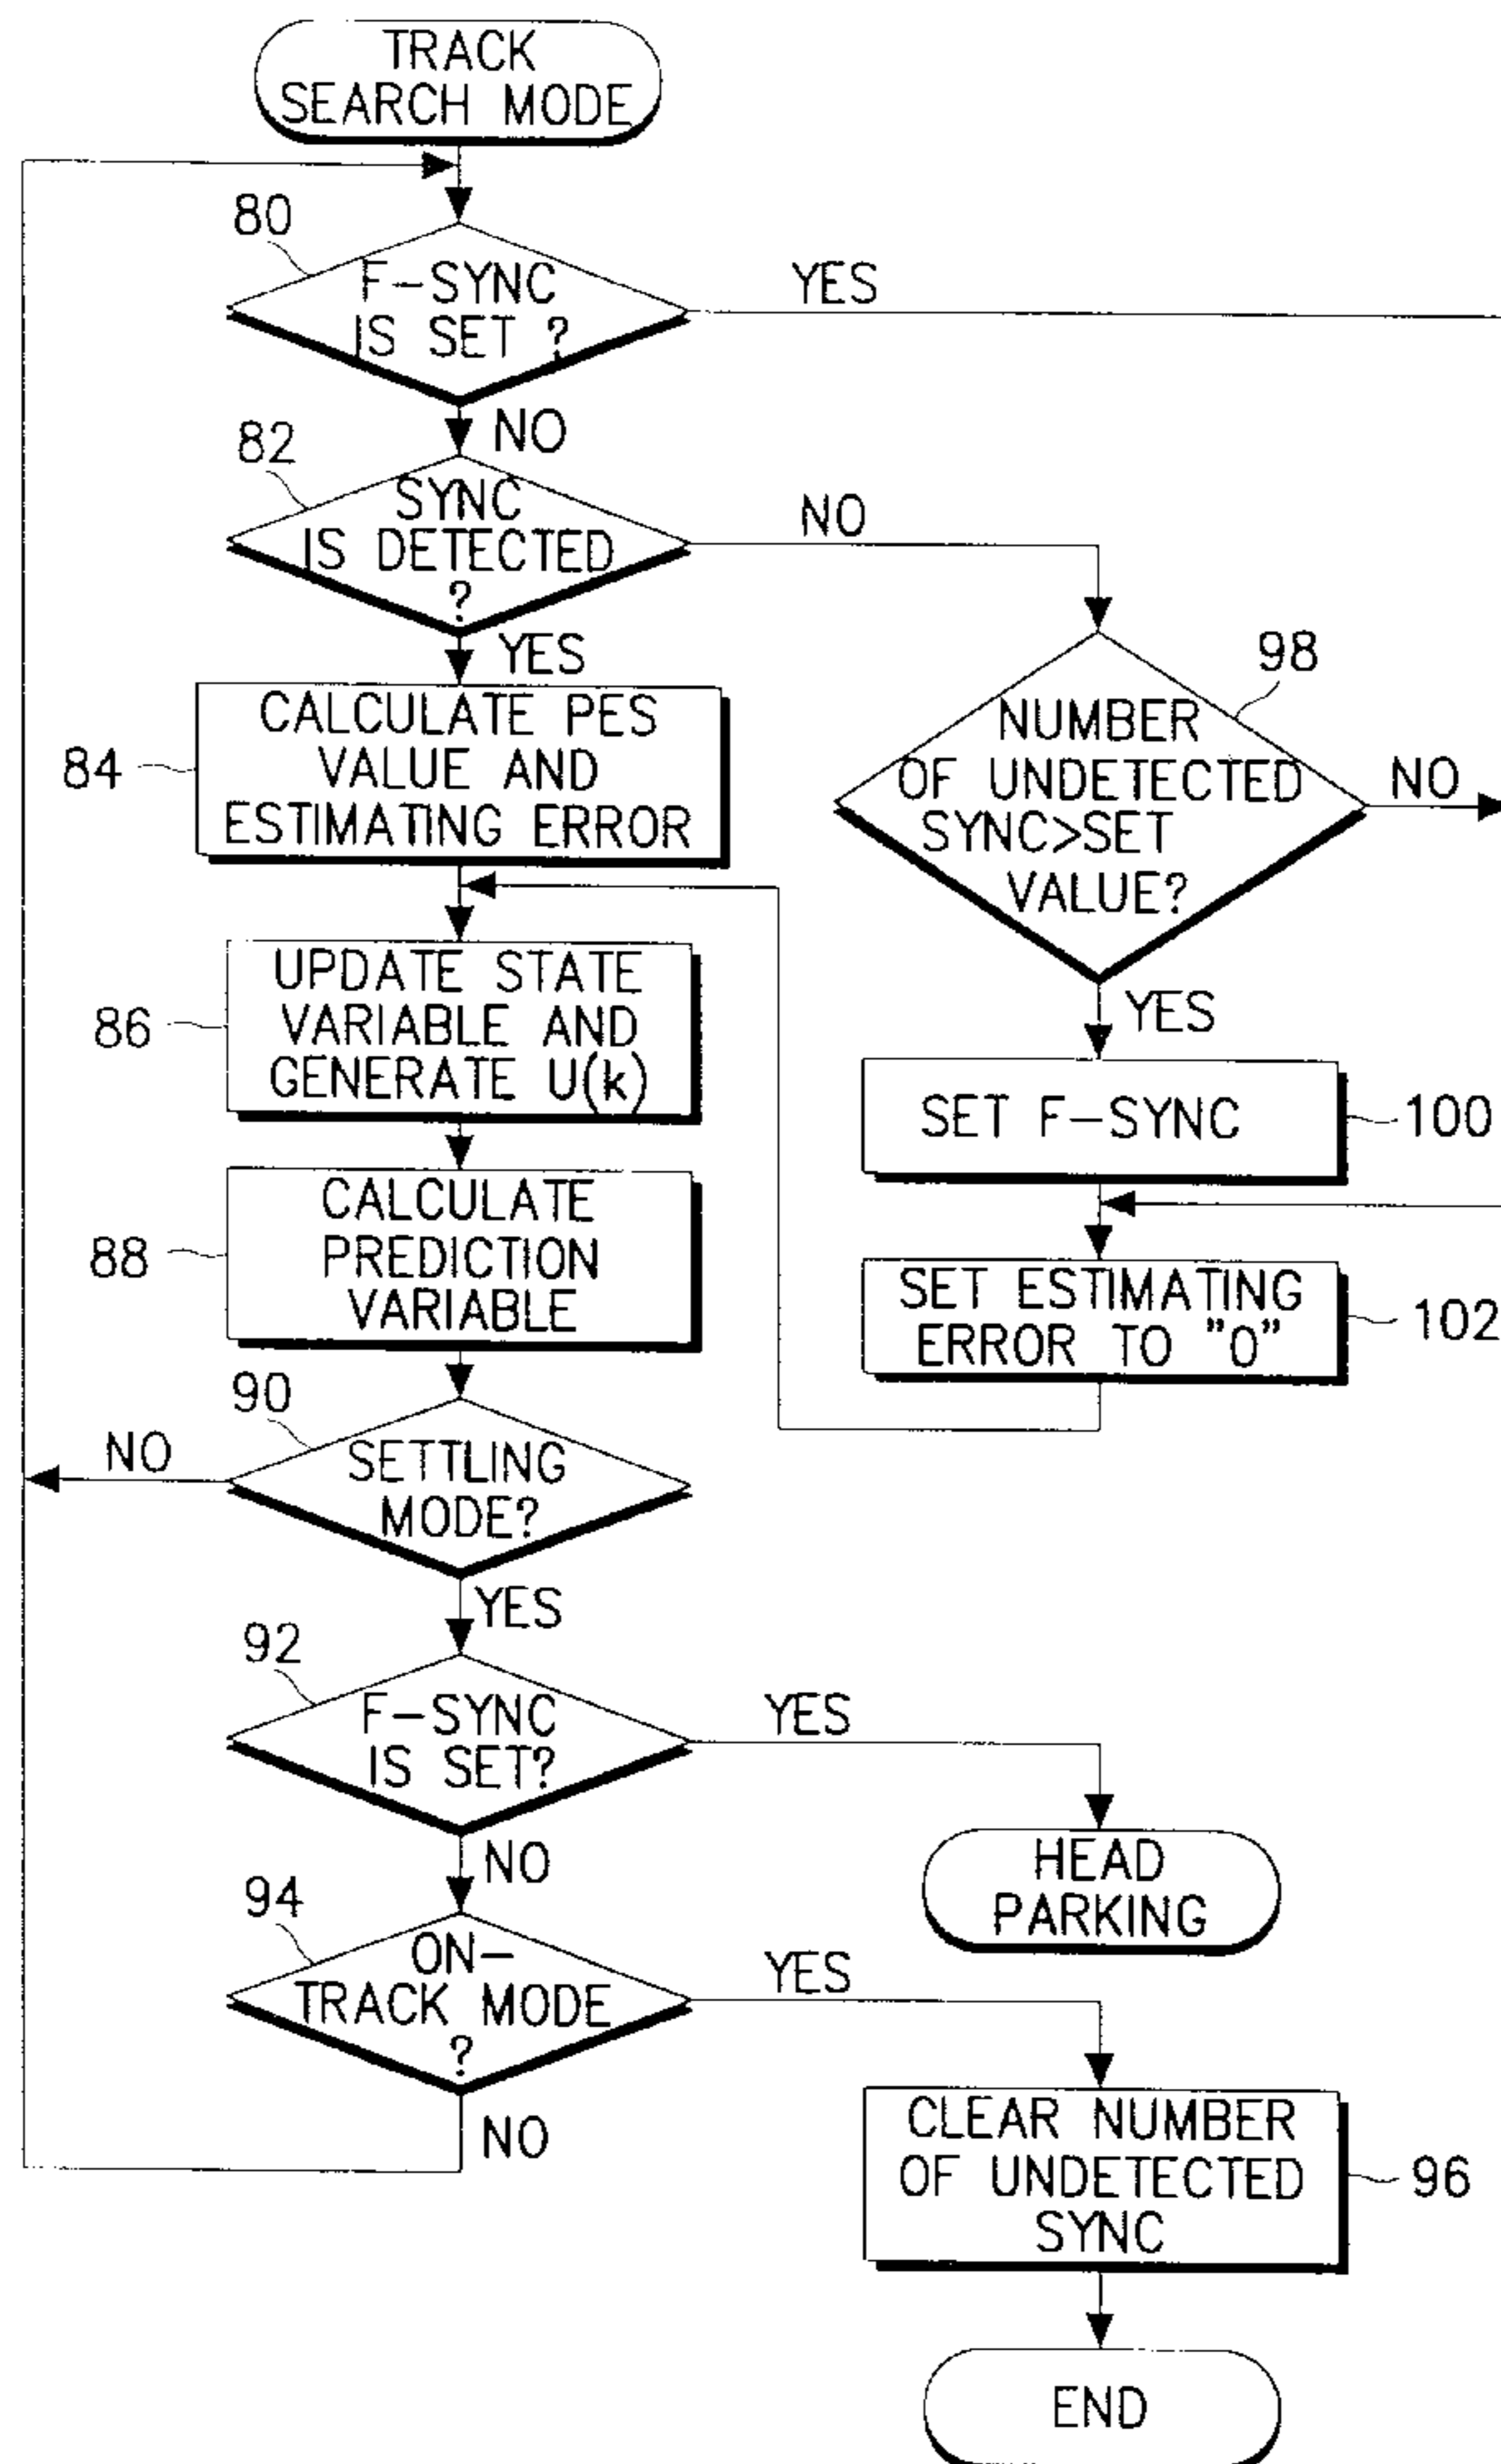 TRACK
SEARCH MODE
80
F-SYNC
IS SET ?
YES
NO
82
SYNC
IS DETECTED
?
NO
YES
84
CALCULATE PES
VALUE AND
ESTIMATING ERROR
98
NUMBER
OF UNDETECTED
SYNC>SET
VALUE?
NO
YES
86
UPDATE STATE
VARIABLE AND
GENERATE U(k)
SET F-SYNC
100
88
CALCULATE
PREDICTION
VARIABLE
SET ESTIMATING
ERROR TO "0"
102
90
SETTLING
MODE?
NO
YES
92
F-SYNC
IS SET?
YES
NO
HEAD
PARKING
94
ON-
TRACK MODE
?
YES
NO
CLEAR NUMBER
OF UNDETECTED
SYNC
96
END